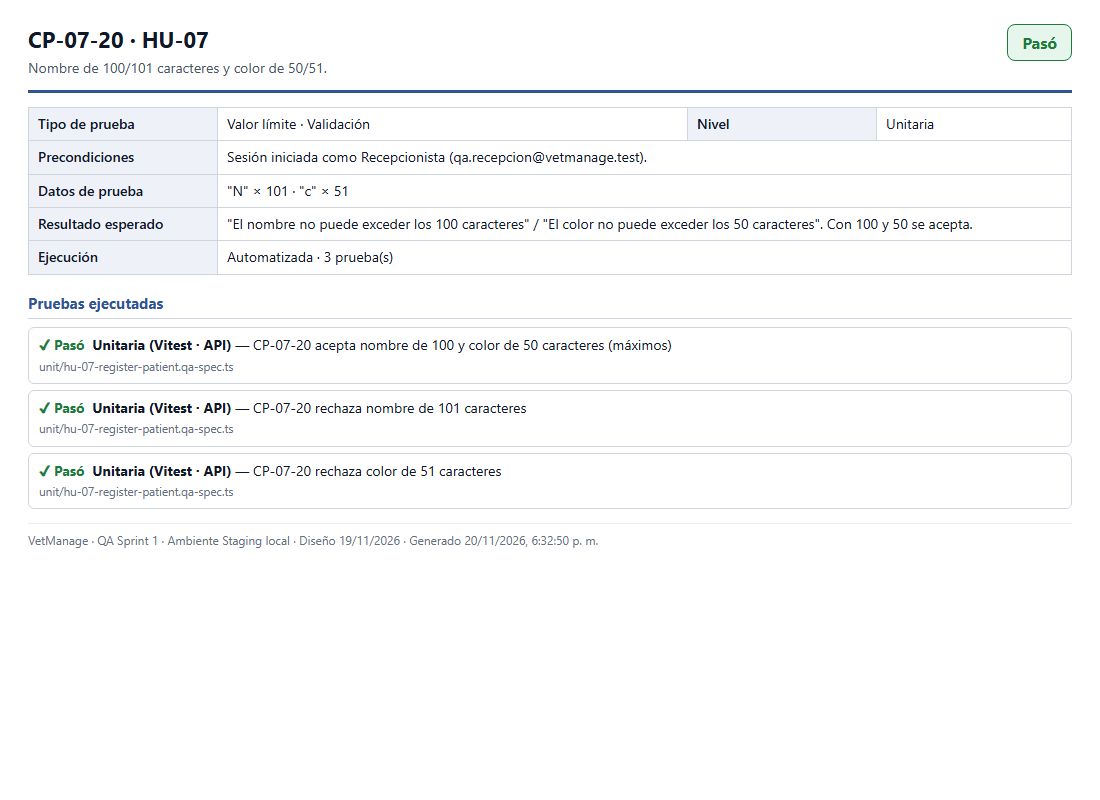 CP-07-20 · HU-07
Pasó
Nombre de 100/101 caracteres y color de 50/51.
Tipo de prueba Valor límite · Validación Nivel Unitaria
Precondiciones Sesión iniciada como Recepcionista (qa.recepcion@vetmanage.test).
Datos de prueba "N" × 101 · "c" × 51
Resultado esperado "El nombre no puede exceder los 100 caracteres" / "El color no puede exceder los 50 caracteres". Con 100 y 50 se acepta.
Ejecución Automatizada · 3 prueba(s)
Pruebas ejecutadas
✓ Pasó Unitaria (Vitest · API) — CP-07-20 acepta nombre de 100 y color de 50 caracteres (máximos)
unit/hu-07-register-patient.qa-spec.ts
✓ Pasó Unitaria (Vitest · API) — CP-07-20 rechaza nombre de 101 caracteres
unit/hu-07-register-patient.qa-spec.ts
✓ Pasó Unitaria (Vitest · API) — CP-07-20 rechaza color de 51 caracteres
unit/hu-07-register-patient.qa-spec.ts
VetManage · QA Sprint 1 · Ambiente Staging local · Diseño 19/11/2026 · Generado 20/11/2026, 6:32:50 p. m.